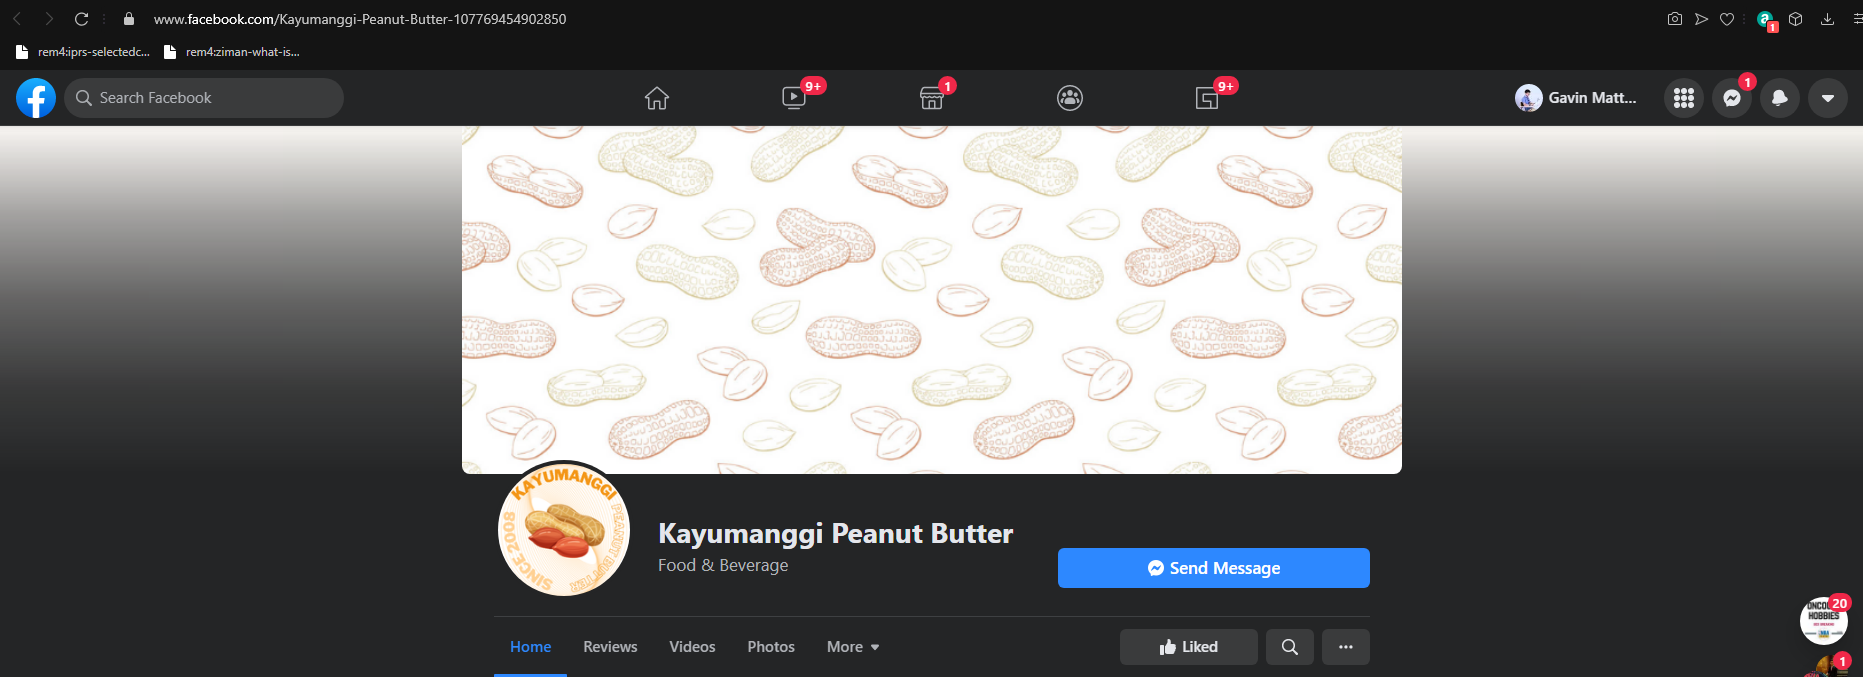 www.facebook.com/Kayumanggi-Peanut-Butter-107769454902850
1
rem4:iprs-selectedc...
rem4:ziman-what-is...
Search Facebook
9+
1
9+
Gavin Matt...
1
KAYUMANGGI PEANUT BUTTER
SINCE 2008
Kayumanggi Peanut Butter
Food & Beverage
Send Message
20
HOBBIES
Home
Reviews
Videos
Photos
More
Liked
1